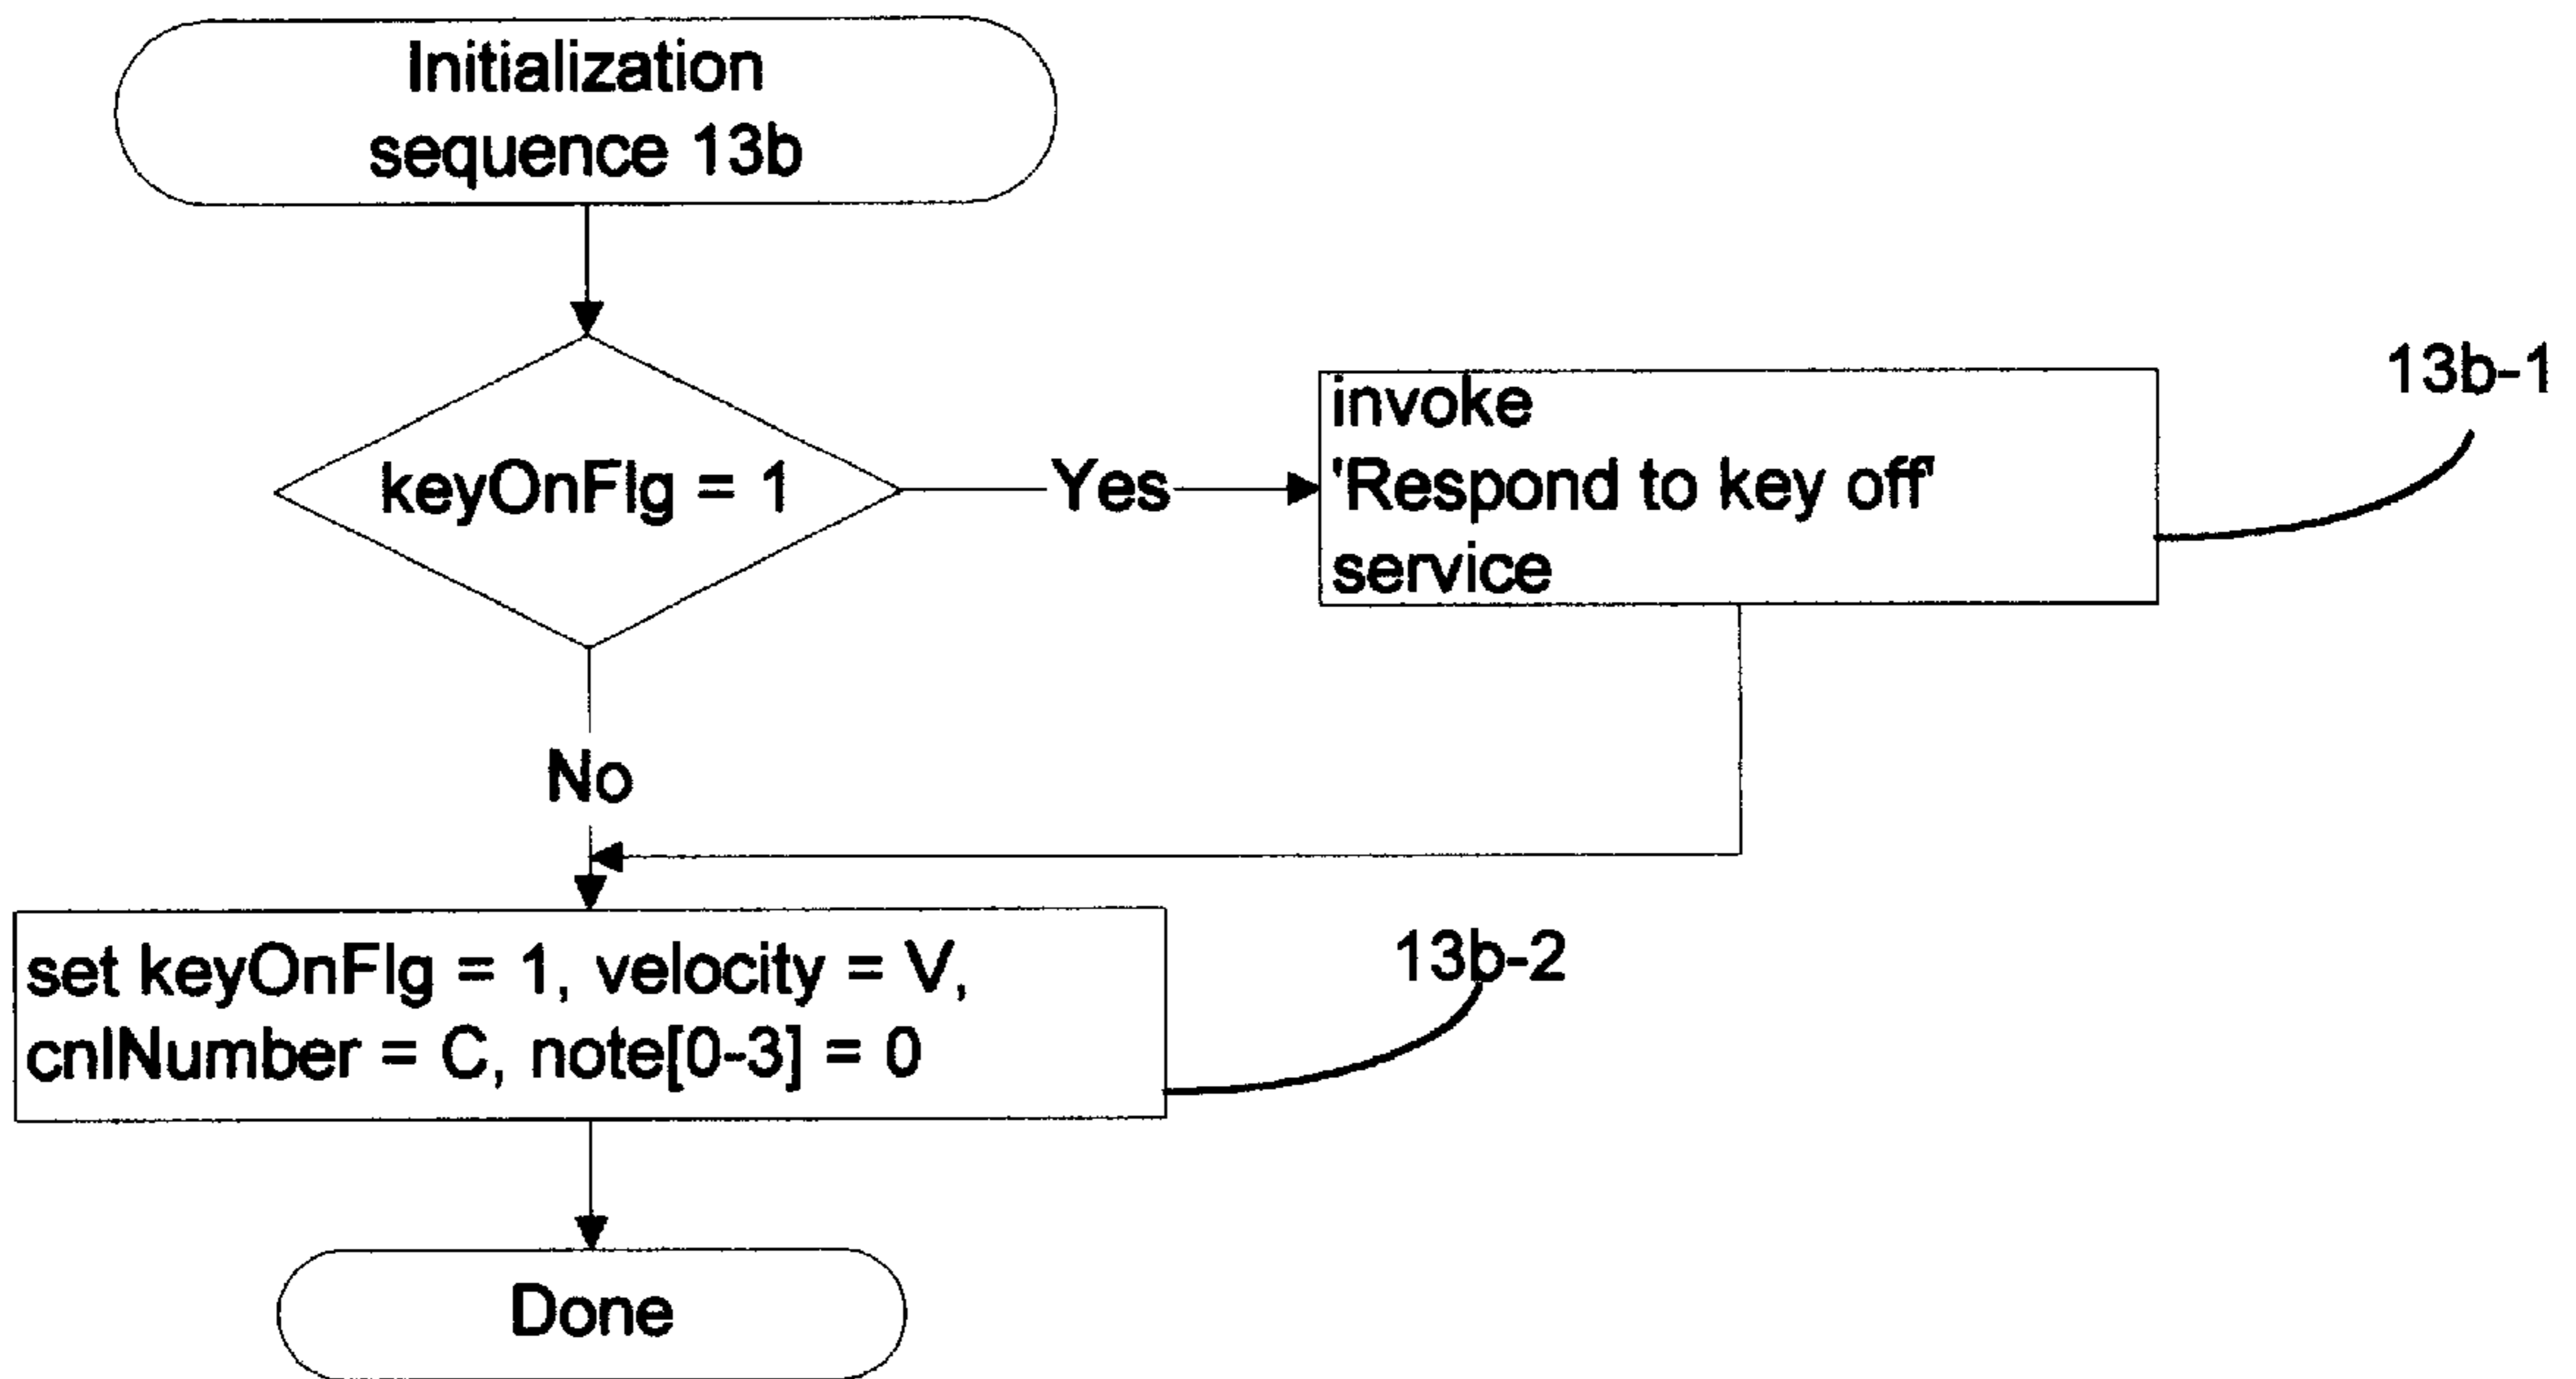 Initialization
sequence 13b
keyOnFlg = 1
Yes
invoke
'Respond to key off'
service
13b-1
No
set keyOnFlg = 1, velocity = V,
cnlNumber = C, note[0-3] = 0
13b-2
Done